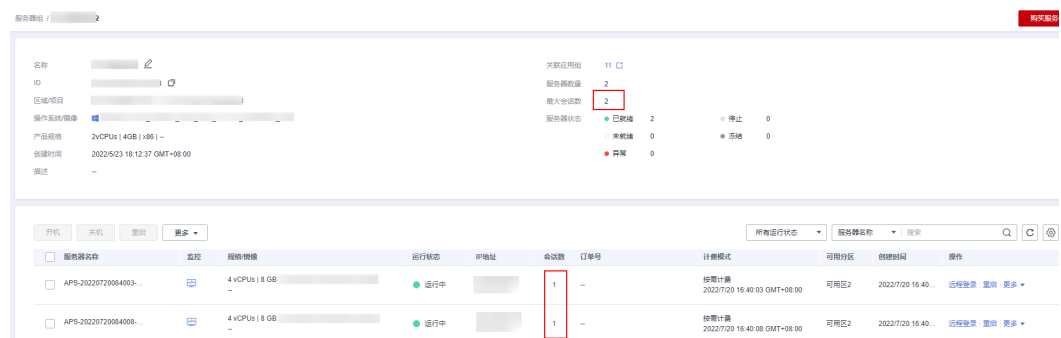 服务器组 / 2
购买服务
名称
ID
区域/项目
操作系统/镜像
产品规格 2vCPUs | 4GB | x86 | --
创建时间 2022/5/23 18:12:37 GMT+08:00
描述 --
关联应用组 11
服务器数量 2
最大会话数 2
服务器状态 已就绪 2 停止 0
未就绪 0 冻结 0
异常 0
开机 关机 重启 更多 所有运行状态 服务器名称 搜索
服务器名称 监控 规格/镜像 运行状态 IP地址 会话数 订单号 计费模式 可用分区 创建时间 操作
APS-20220720084003-... 4 vCPUs | 8 GB -- 运行中 1 -- 按需计费 2022/7/20 16:40:03 GMT+08:00 可用区2 2022/7/20 16:40... 远程登录 重启 更多
APS-20220720084008-... 4 vCPUs | 8 GB -- 运行中 1 -- 按需计费 2022/7/20 16:40:08 GMT+08:00 可用区2 2022/7/20 16:40... 远程登录 重启 更多